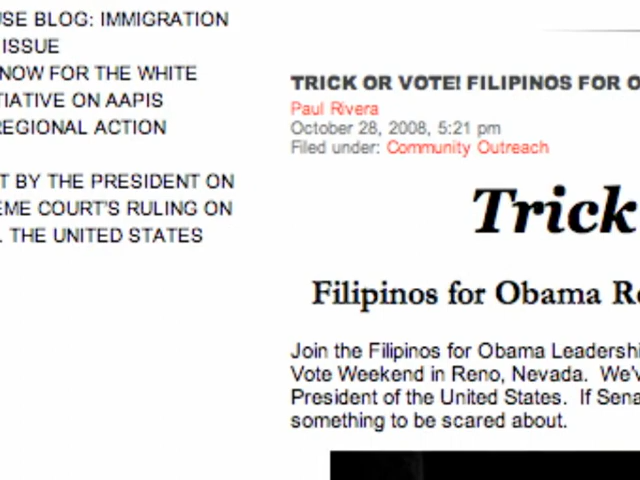 USE BLOG: IMMIGRATION
ISSUE
NOW FOR THE WHITE
TIATIVE ON AAPIS
REGIONAL ACTION
T BY THE PRESIDENT ON
EME COURT'S RULING ON
. THE UNITED STATES
TRICK OR VOTE! FILIPINOS FOR O
Paul Rivera
October 28, 2008, 5:21 pm
Filed under: Community Outreach
Trick
Filipinos for Obama Re
Join the Filipinos for Obama Leadershi
Vote Weekend in Reno, Nevada. We'v
President of the United States. If Sena
something to be scared about.